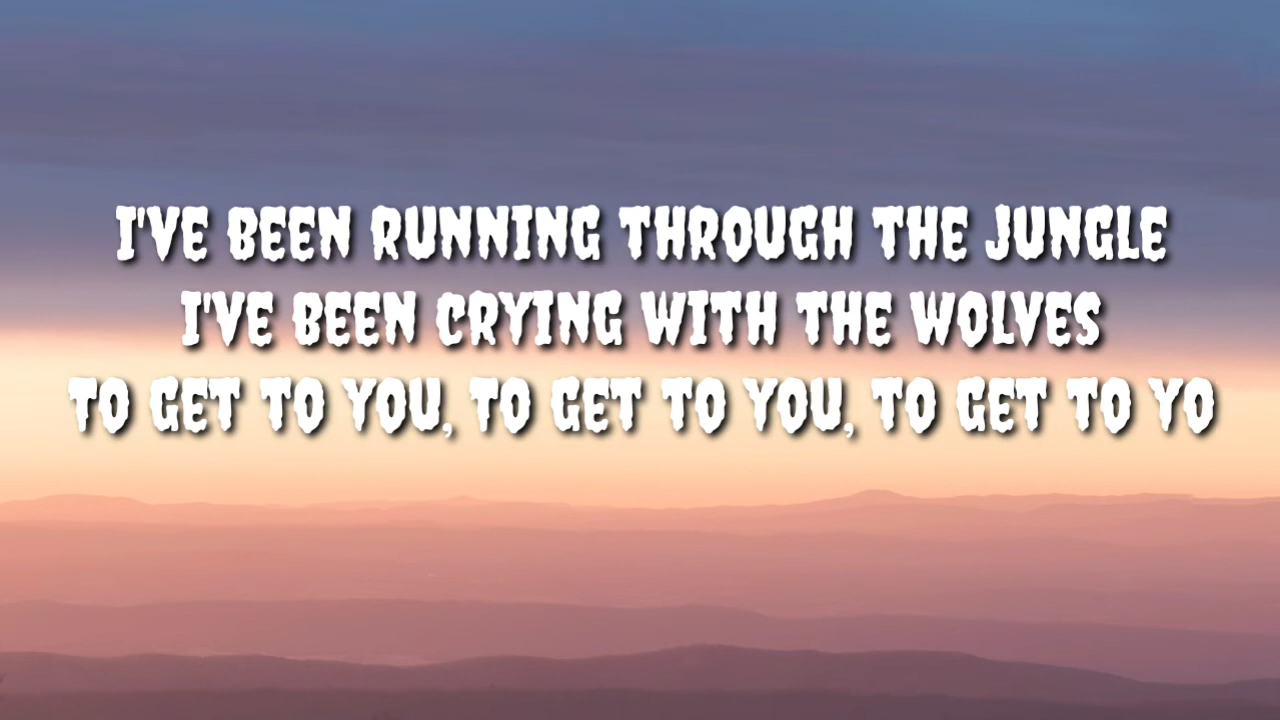 I'VE BEEN RUNNING THROUGH THE JUNGLE
I'VE BEEN CRYING WITH THE WOLVES
TO GET TO YOU, TO GET TO YOU, TO GET TO YO